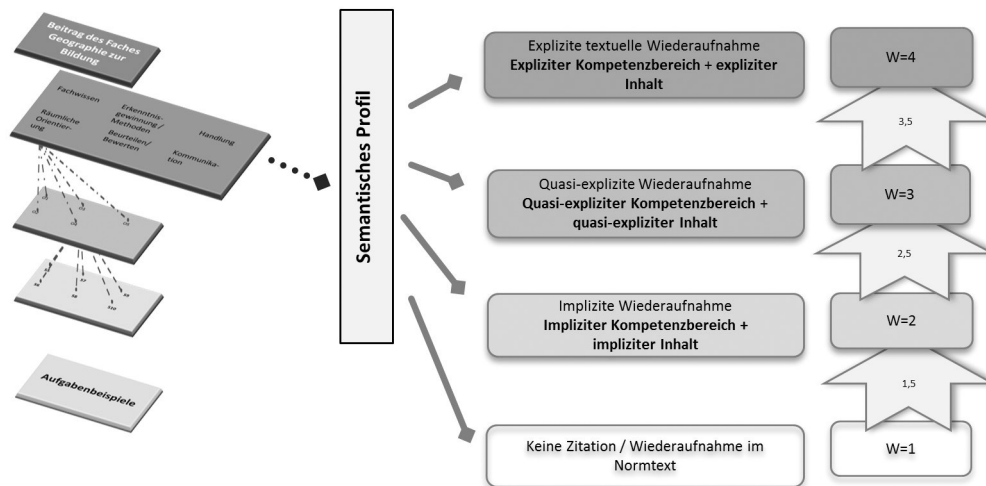 Beitrag des Faches
Geographie zur
Bildung
Fachwissen
Erkenntnis-
gewinnung /
Methoden
Handlung
Räumliche
Orientier-
ung
Beurteilen/
Bewerten
Kommunika-
tion
Aufgabenbeispiele
Semantisches Profil
Explizite textuelle Wiederaufnahme
Expliziter Kompetenzbereich + expliziter
Inhalt
W=4
3,5
Quasi-explizite Wiederaufnahme
Quasi-expliziter Kompetenzbereich +
quasi-expliziter Inhalt
W=3
2,5
Implizite Wiederaufnahme
Impliziter Kompetenzbereich +
impliziter Inhalt
W=2
1,5
Keine Zitation / Wiederaufnahme im
Normtext
W=1